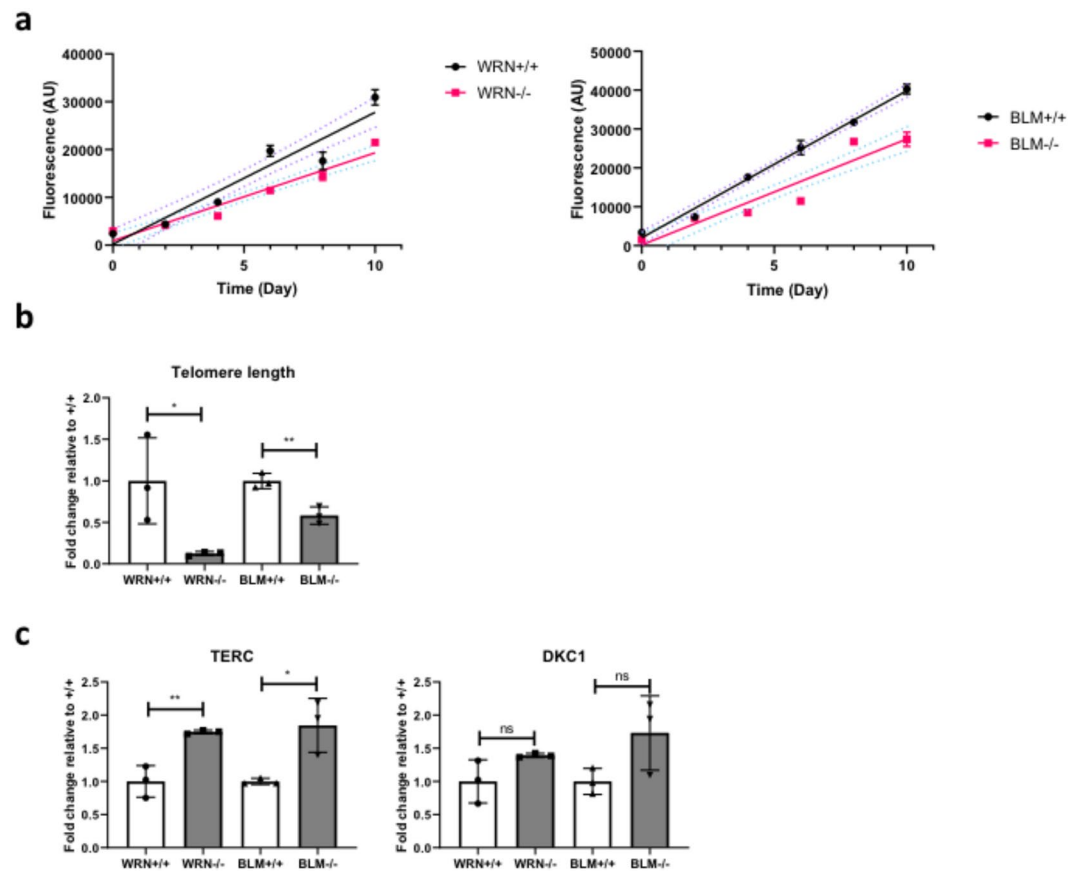 a
40000
30000
20000
10000
0
Fluorescence (AU)
0 5 10
Time (Day)
WRN+/+
WRN-/-
50000
40000
30000
20000
10000
0
Fluorescence (AU)
0 5 10
Time (Day)
BLM+/+
BLM-/-
b
Telomere length
Fold change relative to +/+
2.0
1.5
1.0
0.5
0.0
* **
WRN+/+ WRN-/- BLM+/+ BLM-/-
c
TERC
Fold change relative to +/+
2.5
2.0
1.5
1.0
0.5
0.0
** *
WRN+/+ WRN-/- BLM+/+ BLM-/-
DKC1
Fold change relative to +/+
2.5
2.0
1.5
1.0
0.5
0.0
ns ns
WRN+/+ WRN-/- BLM+/+ BLM-/-